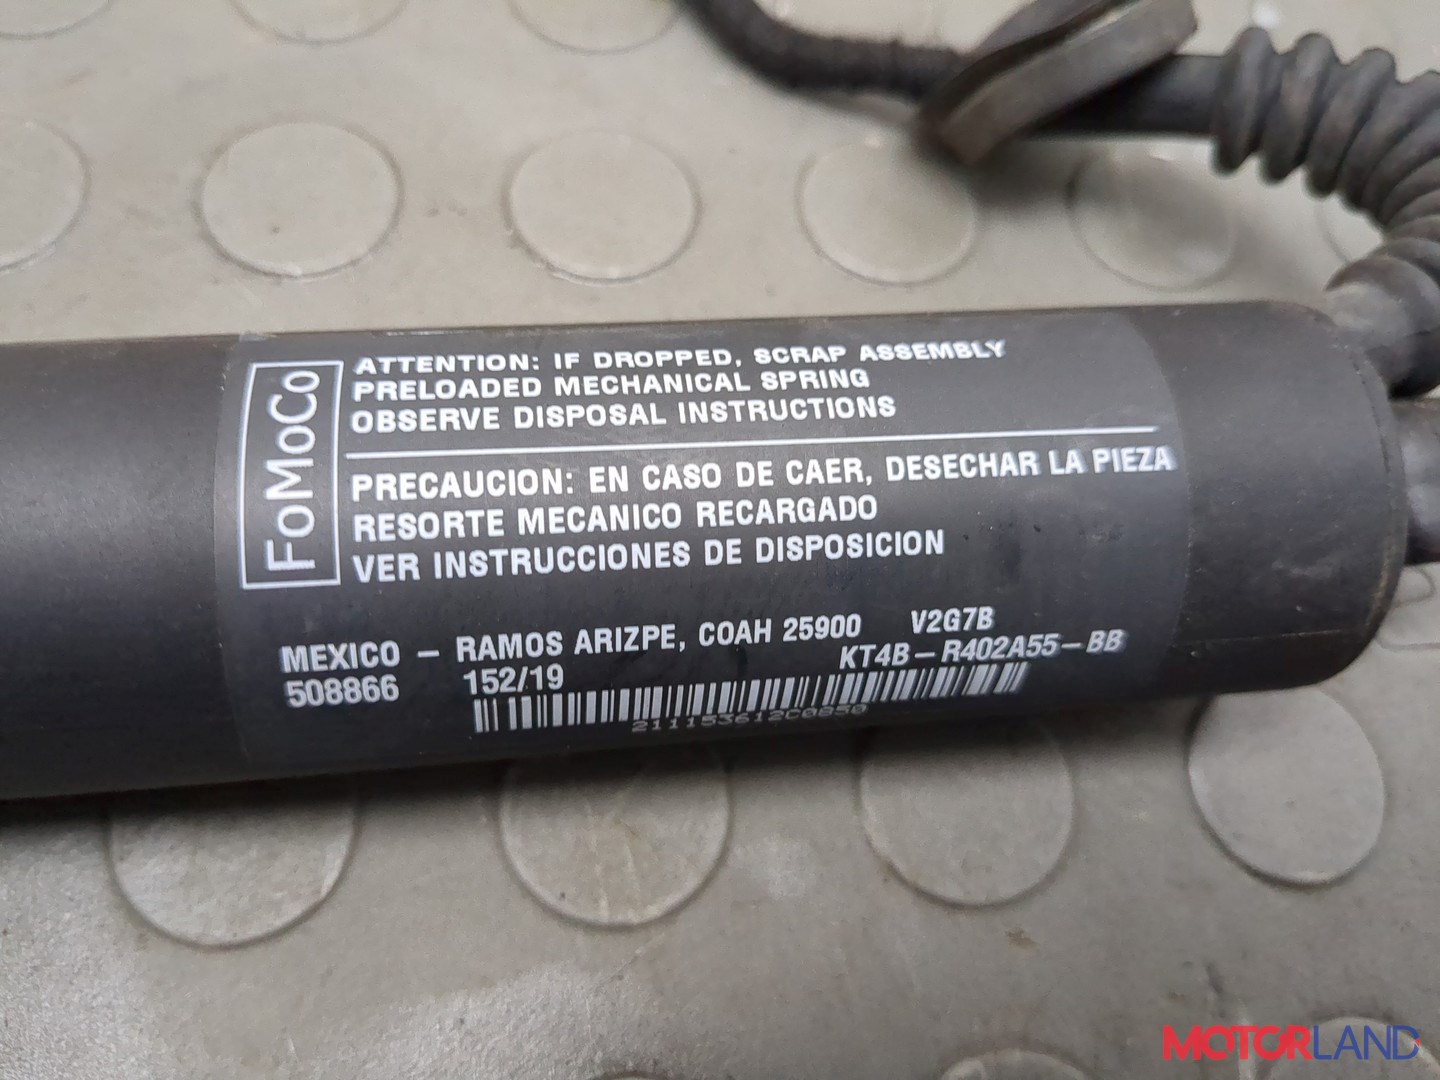 FoMoCo
ATTENTION: IF DROPPED, SCRAP ASSEMBLY
PRELOADED MECHANICAL SPRING
OBSERVE DISPOSAL INSTRUCTIONS
PRECAUCION: EN CASO DE CAER, DESECHAR LA PIEZA
RESORTE MECANICO RECARGADO
VER INSTRUCCIONES DE DISPOSICION
MEXICO – RAMOS ARIZPE, COAH 25900 V2G7B
508866 152/19 KT4B–R402A55–BB
211153612C0850
MOTORLAND